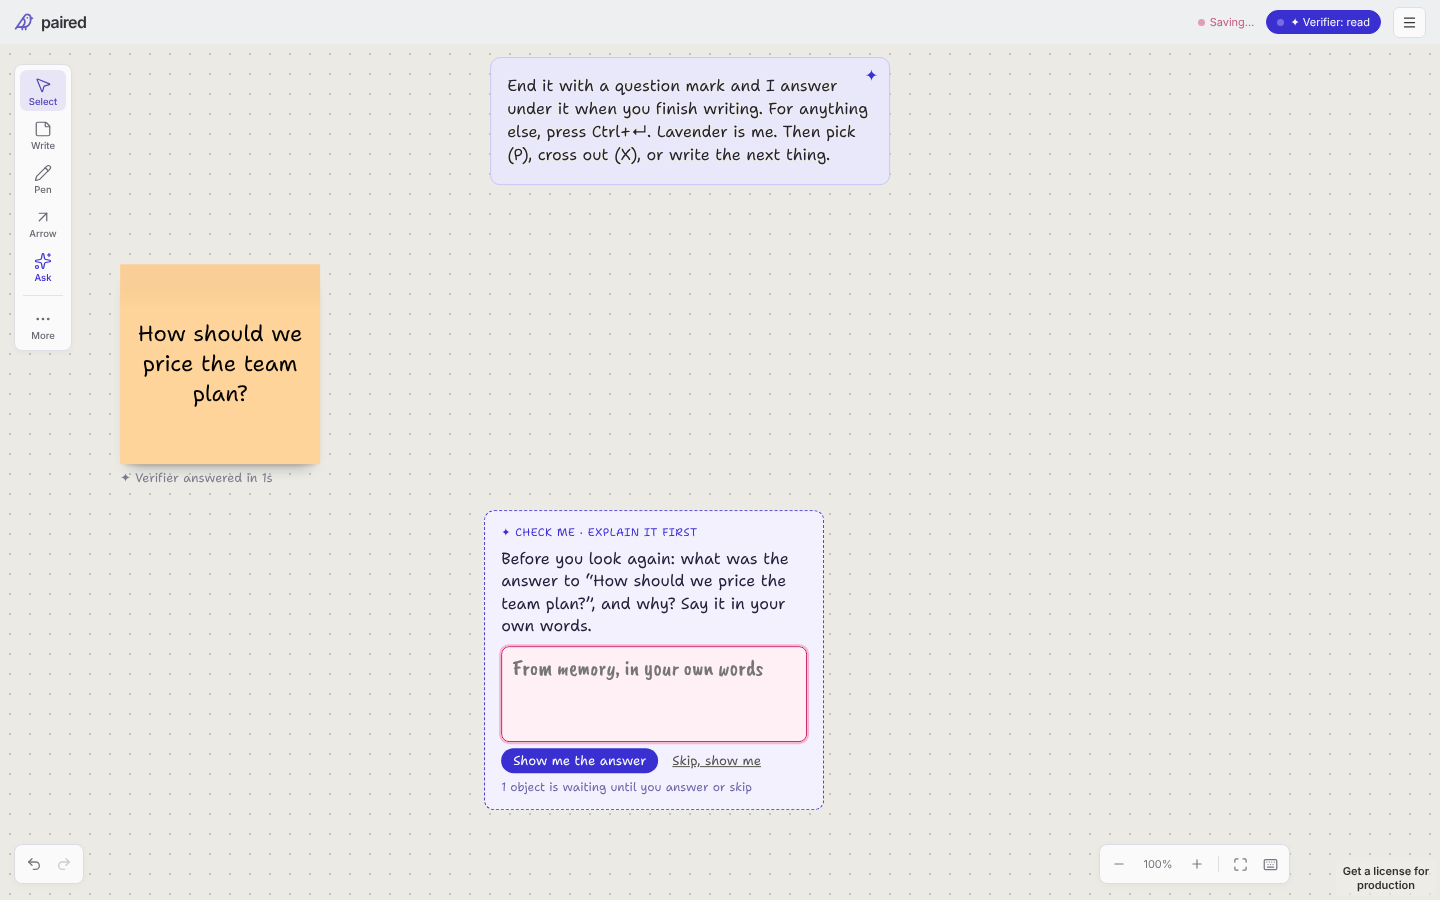 paired
Saving...
✦ Verifier: read
Select
Write
Pen
Arrow
Ask
More
End it with a question mark and I answer
under it when you finish writing. For anything
else, press Ctrl+↵. Lavender is me. Then pick
(P), cross out (X), or write the next thing.
How should we
price the team
plan?
✦ Verifier answered in 1s
✦ CHECK ME · EXPLAIN IT FIRST
Before you look again: what was the
answer to “How should we price the
team plan?”, and why? Say it in your
own words.
From memory, in your own words
Show me the answer
Skip, show me
1 object is waiting until you answer or skip
100%
Get a license for
production